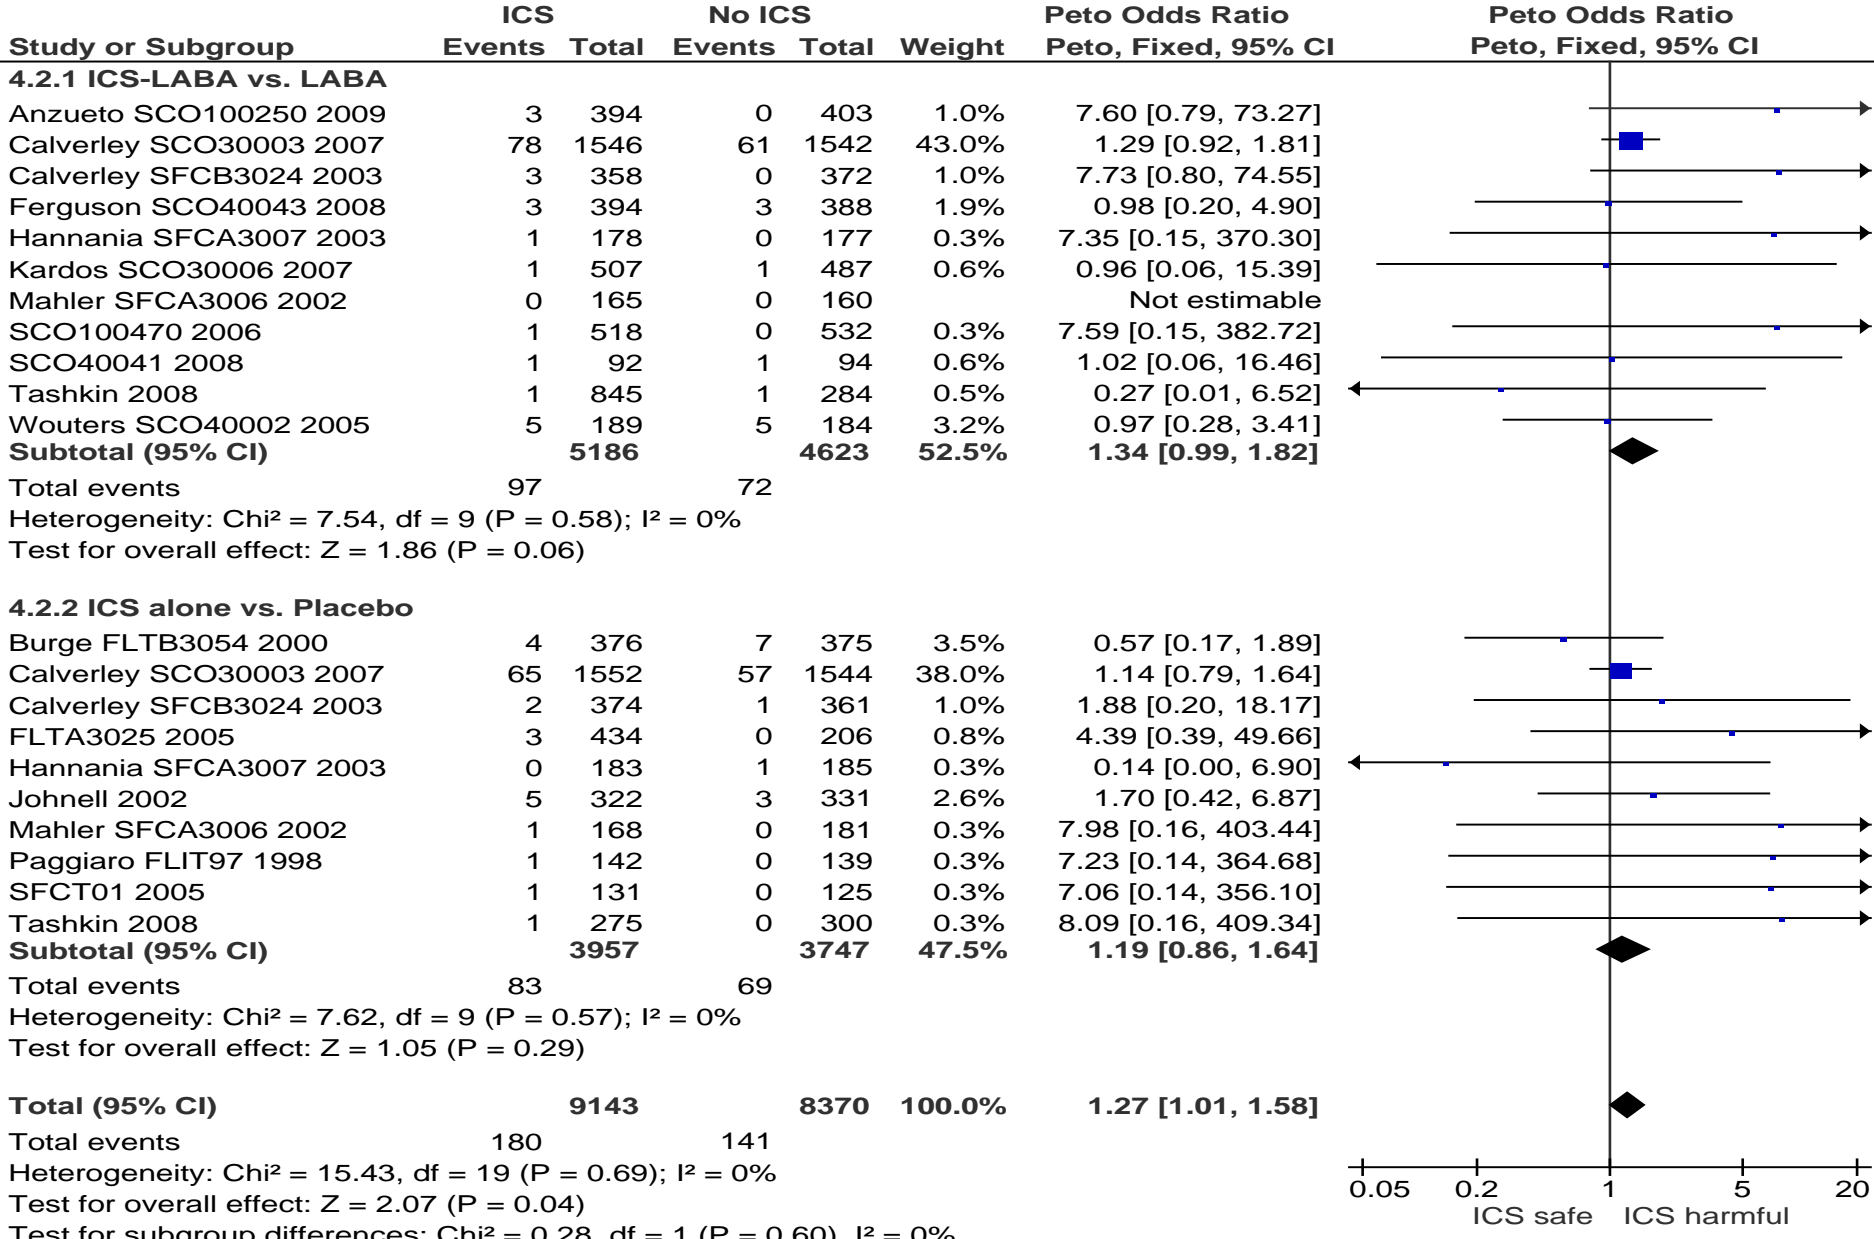 ICS No ICS Peto Odds Ratio Peto Odds Ratio
Study or Subgroup Events Total Events Total Weight Peto, Fixed, 95% CI Peto, Fixed, 95% CI
4.2.1 ICS-LABA vs. LABA
Anzueto SCO100250 2009 3 394 0 403 1.0% 7.60 [0.79, 73.27]
Calverley SCO30003 2007 78 1546 61 1542 43.0% 1.29 [0.92, 1.81]
Calverley SFCB3024 2003 3 358 0 372 1.0% 7.73 [0.80, 74.55]
Ferguson SCO40043 2008 3 394 3 388 1.9% 0.98 [0.20, 4.90]
Hannania SFCA3007 2003 1 178 0 177 0.3% 7.35 [0.15, 370.30]
Kardos SCO30006 2007 1 507 1 487 0.6% 0.96 [0.06, 15.39]
Mahler SFCA3006 2002 0 165 0 160 Not estimable
SCO100470 2006 1 518 0 532 0.3% 7.59 [0.15, 382.72]
SCO40041 2008 1 92 1 94 0.6% 1.02 [0.06, 16.46]
Tashkin 2008 1 845 1 284 0.5% 0.27 [0.01, 6.52]
Wouters SCO40002 2005 5 189 5 184 3.2% 0.97 [0.28, 3.41]
Subtotal (95% CI) 5186 4623 52.5% 1.34 [0.99, 1.82]
Total events 97 72
Heterogeneity: Chi² = 7.54, df = 9 (P = 0.58); I² = 0%
Test for overall effect: Z = 1.86 (P = 0.06)
4.2.2 ICS alone vs. Placebo
Burge FLTB3054 2000 4 376 7 375 3.5% 0.57 [0.17, 1.89]
Calverley SCO30003 2007 65 1552 57 1544 38.0% 1.14 [0.79, 1.64]
Calverley SFCB3024 2003 2 374 1 361 1.0% 1.88 [0.20, 18.17]
FLTA3025 2005 3 434 0 206 0.8% 4.39 [0.39, 49.66]
Hannania SFCA3007 2003 0 183 1 185 0.3% 0.14 [0.00, 6.90]
Johnell 2002 5 322 3 331 2.6% 1.70 [0.42, 6.87]
Mahler SFCA3006 2002 1 168 0 181 0.3% 7.98 [0.16, 403.44]
Paggiaro FLIT97 1998 1 142 0 139 0.3% 7.23 [0.14, 364.68]
SFCT01 2005 1 131 0 125 0.3% 7.06 [0.14, 356.10]
Tashkin 2008 1 275 0 300 0.3% 8.09 [0.16, 409.34]
Subtotal (95% CI) 3957 3747 47.5% 1.19 [0.86, 1.64]
Total events 83 69
Heterogeneity: Chi² = 7.62, df = 9 (P = 0.57); I² = 0%
Test for overall effect: Z = 1.05 (P = 0.29)
Total (95% CI) 9143 8370 100.0% 1.27 [1.01, 1.58]
Total events 180 141
Heterogeneity: Chi² = 15.43, df = 19 (P = 0.69); I² = 0%
Test for overall effect: Z = 2.07 (P = 0.04)
Test for subgroup differences: Chi² = 0.28, df = 1 (P = 0.60), I² = 0%
0.05 0.2 1 5 20
ICS safe ICS harmful